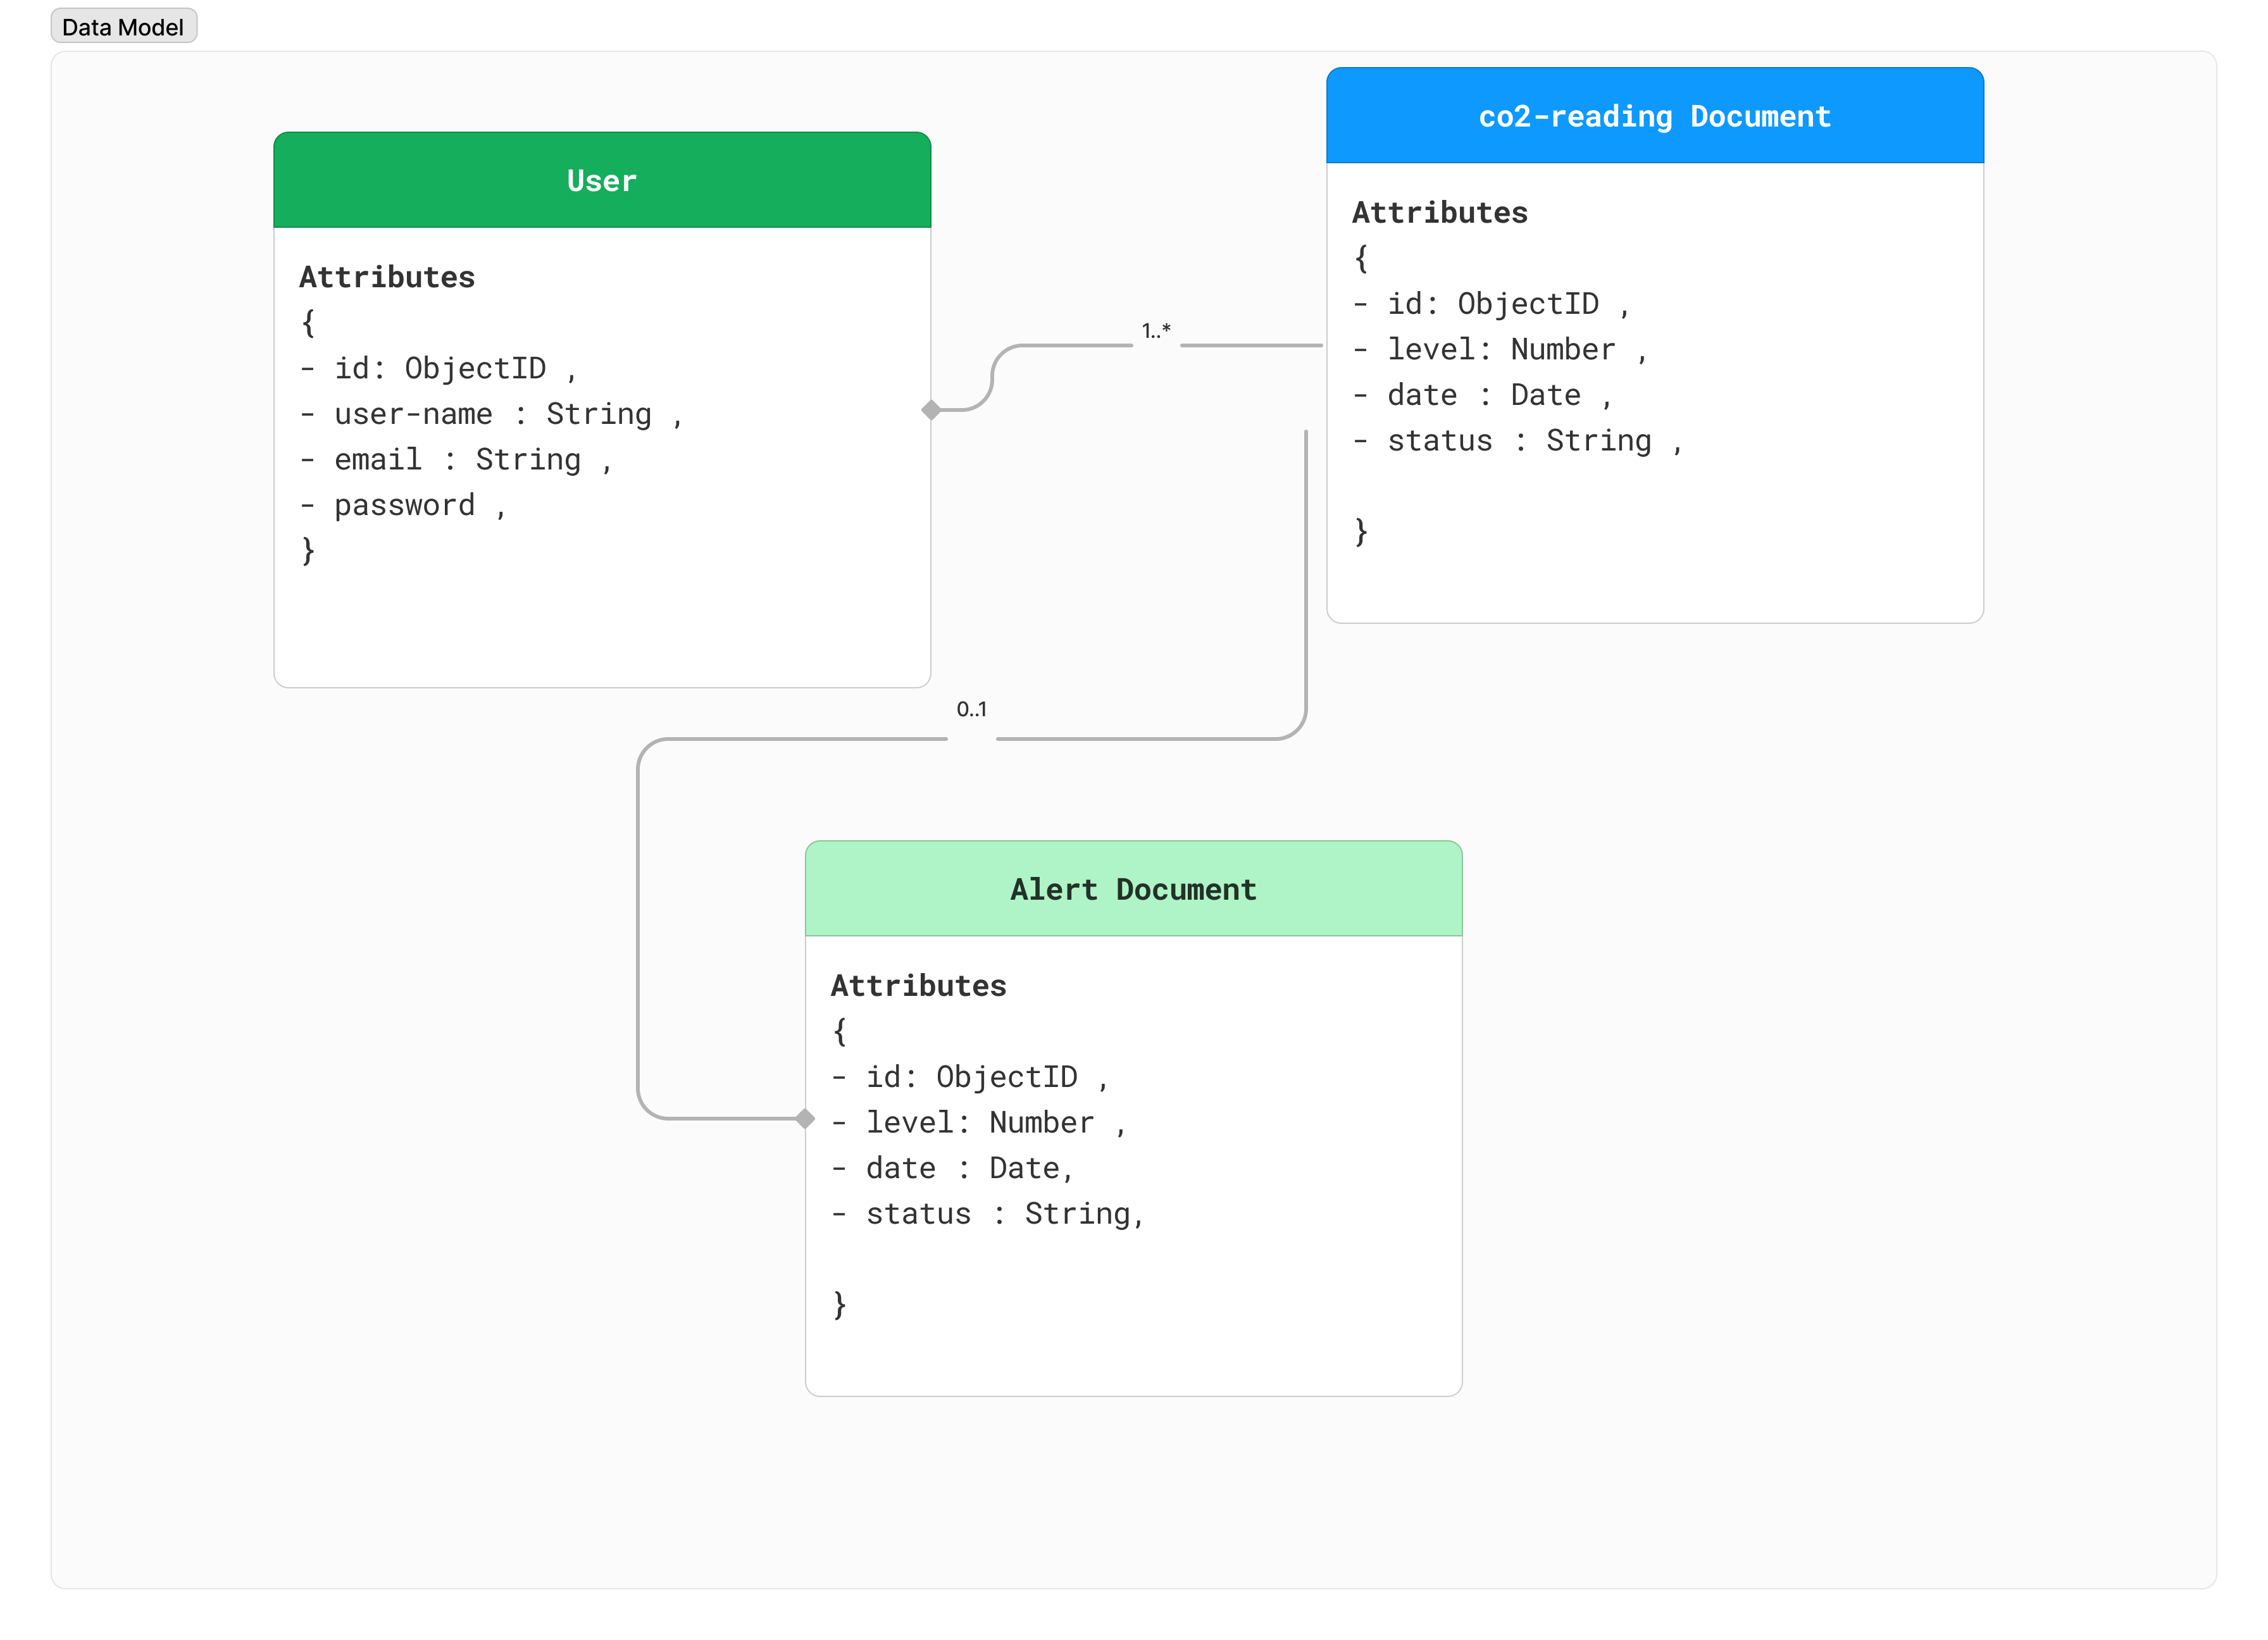 Data Model
User
Attributes
{
- id: ObjectID ,
- user-name : String ,
- email : String ,
- password ,
}
1..*
co2-reading Document
Attributes
{
- id: ObjectID ,
- level: Number ,
- date : Date ,
- status : String ,
}
0..1
Alert Document
Attributes
{
- id: ObjectID ,
- level: Number ,
- date : Date,
- status : String,
}